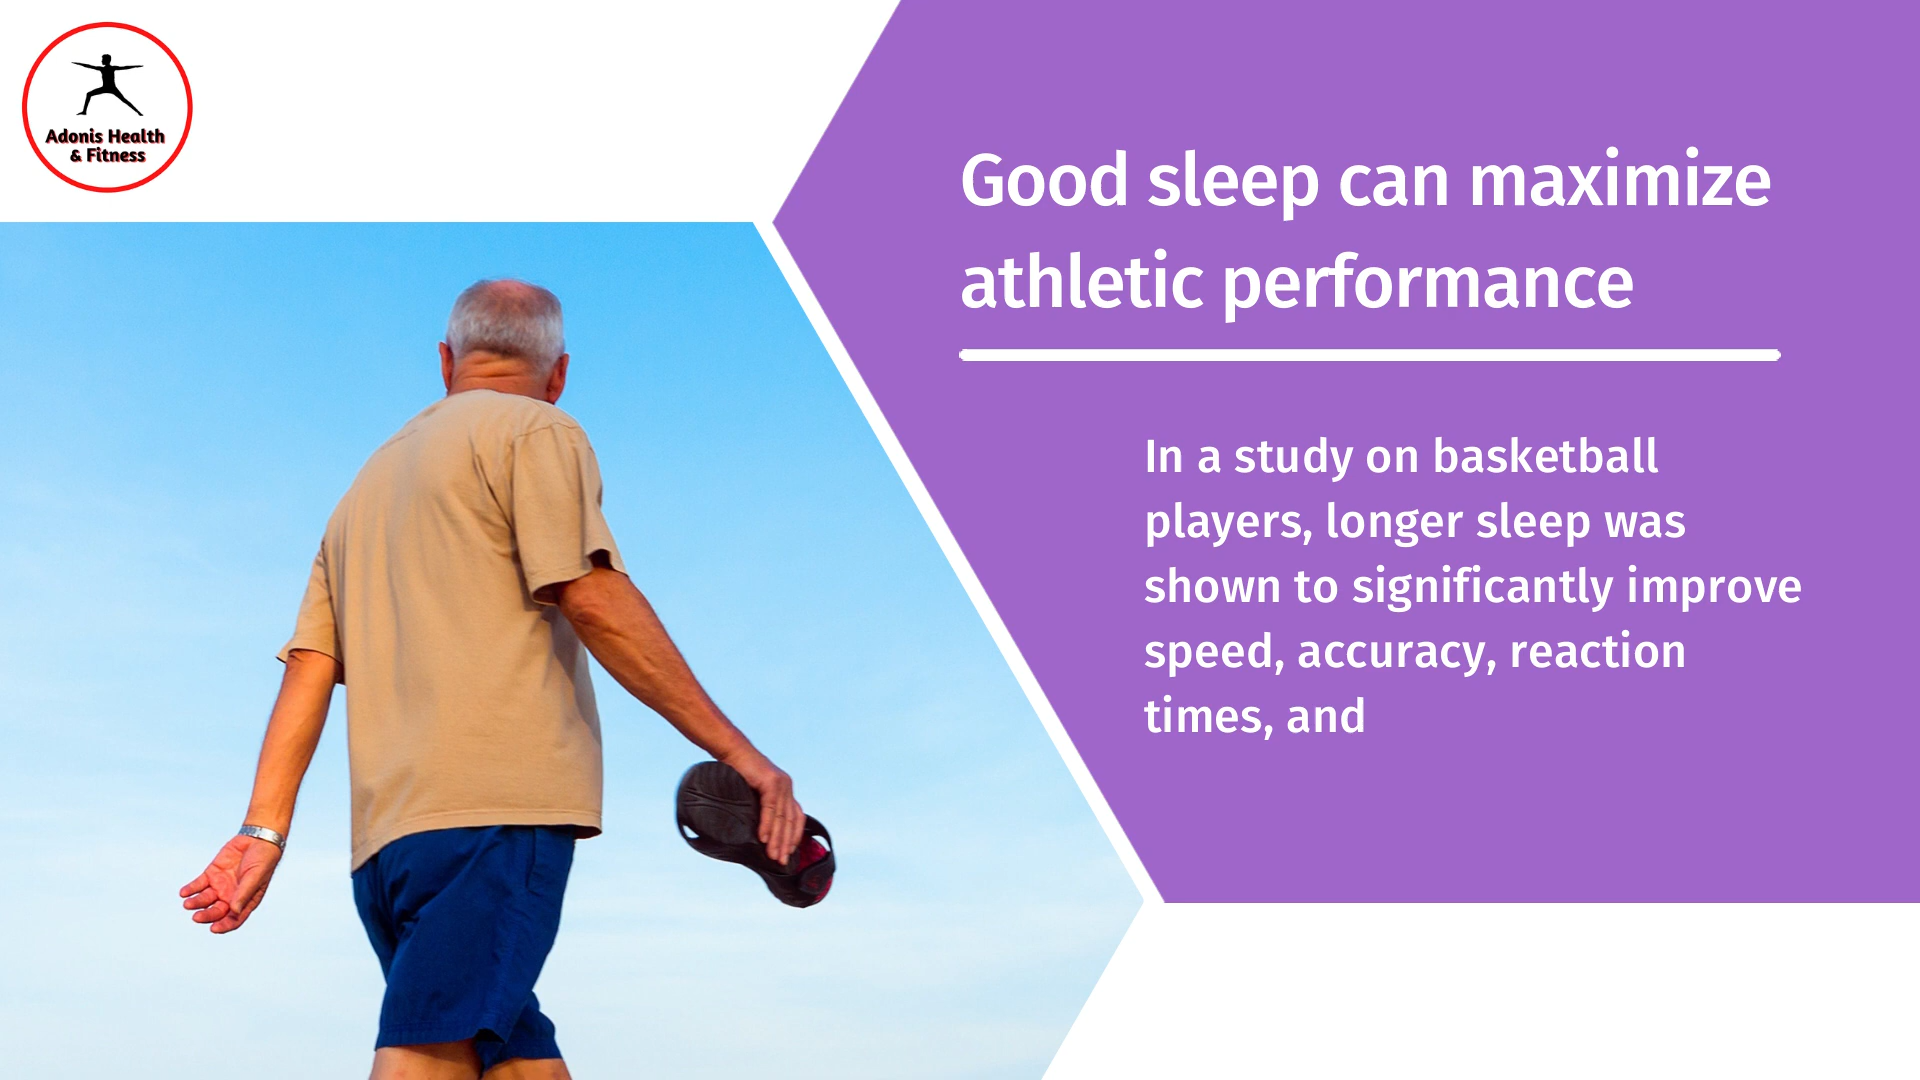 Adonis Health
& Fitness
Good sleep can maximize
athletic performance
In a study on basketball
players, longer sleep was
shown to significantly improve
speed, accuracy, reaction
times, and